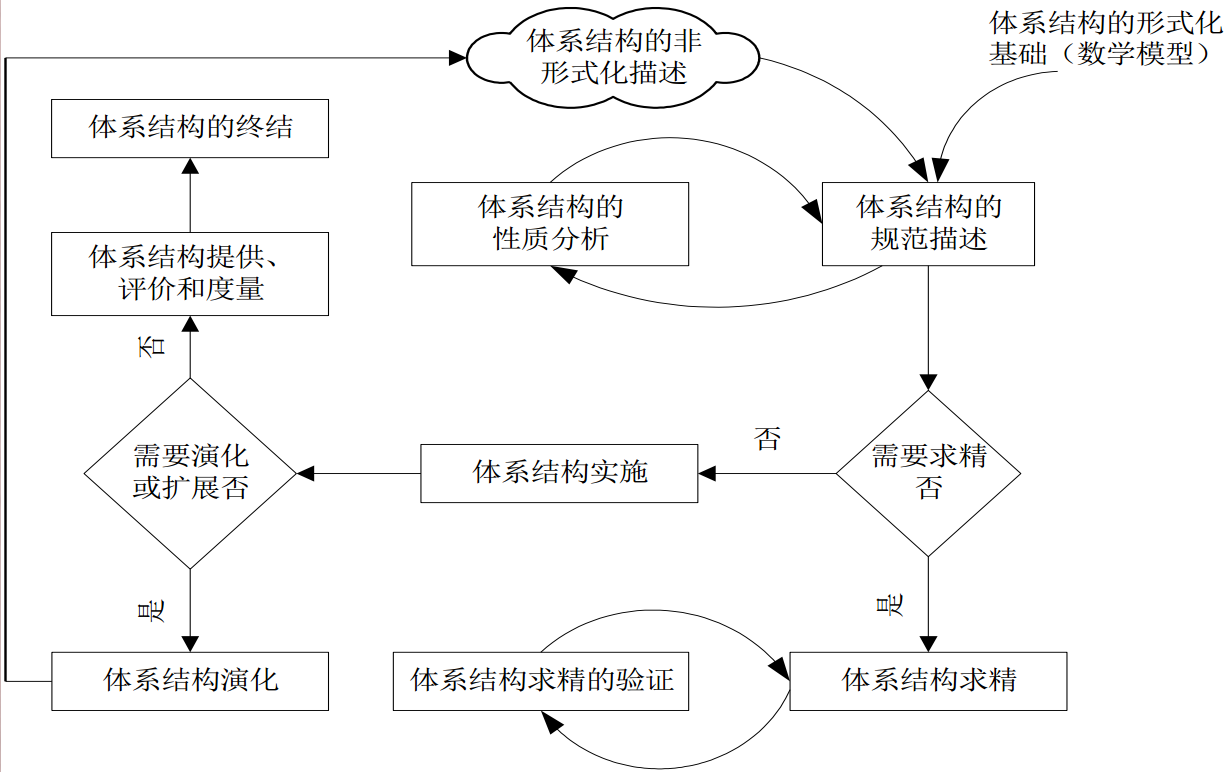 体系结构的非
形式化描述
体系结构的形式化
基础（数学模型）
体系结构的终结
体系结构的
性质分析
体系结构的
规范描述
体系结构提供、
评价和度量
否
需要演化
或扩展否
体系结构实施
否
需要求精
否
是
是
体系结构演化
体系结构求精的验证
体系结构求精